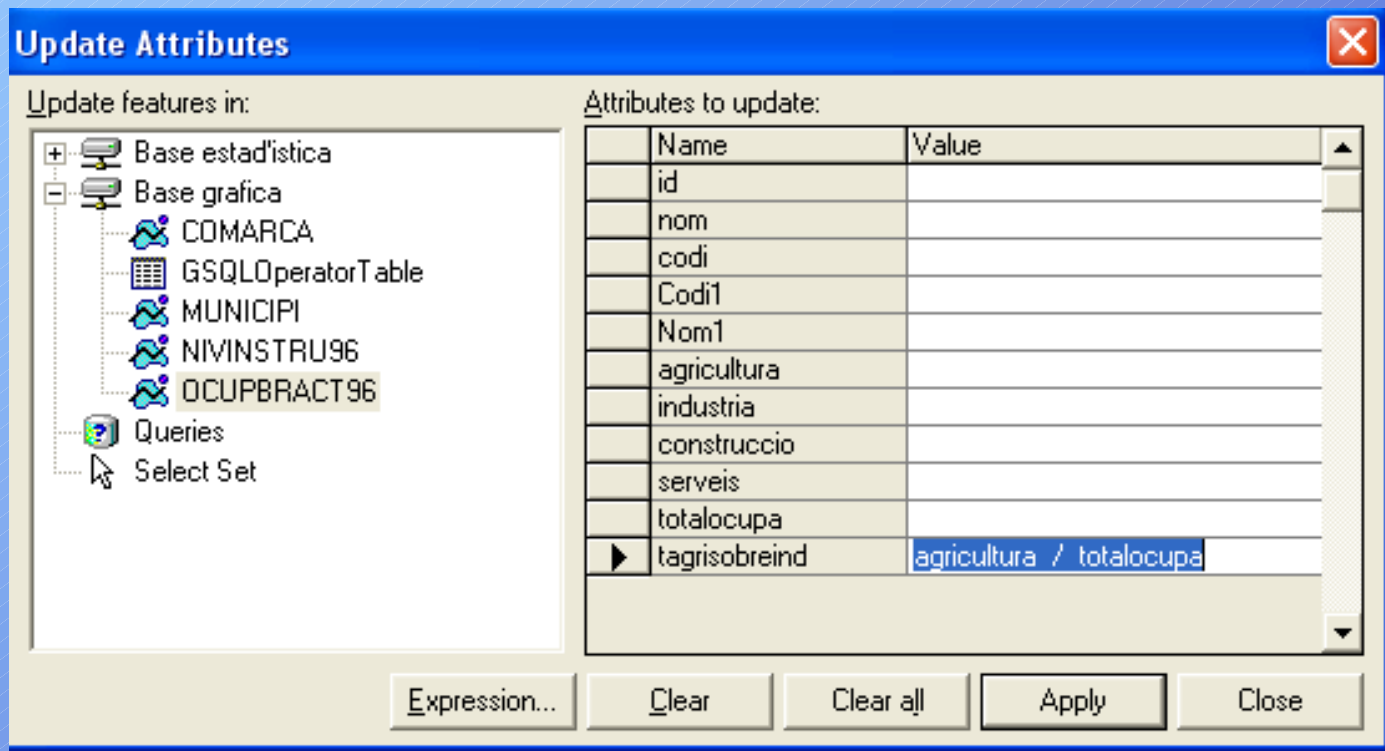 Update Attributes
Update features in:
Base estad'istica
Base grafica
COMARCA
GSQLOperatorTable
MUNICIPI
NIVINSTRU96
OCUPBRACT96
Queries
Select Set
Attributes to update:
Name Value
id
nom
codi
Codi1
Nom1
agricultura
industria
construccio
serveis
totalocupa
tagrisobreind agricultura / totalocupa
Expression... Clear Clear all Apply Close